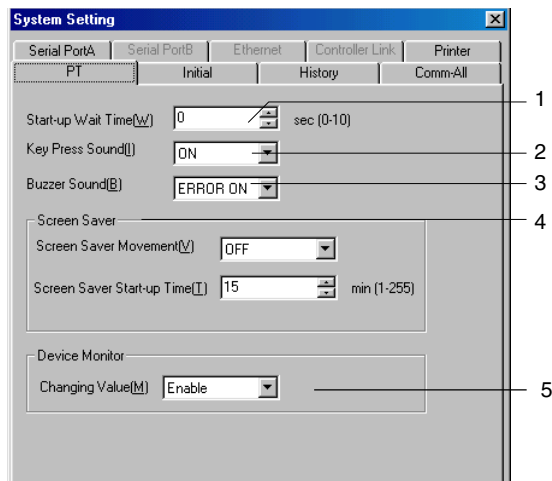 System Setting
Serial PortA Serial PortB Ethernet Controller Link Printer
PT Initial History Comm-All
Start-up Wait Time(W) 0 sec (0-10) 1
Key Press Sound(I) ON 2
Buzzer Sound(B) ERROR ON 3
Screen Saver 4
Screen Saver Movement(V) OFF
Screen Saver Start-up Time(T) 15 min (1-255)
Device Monitor
Changing Value(M) Enable 5